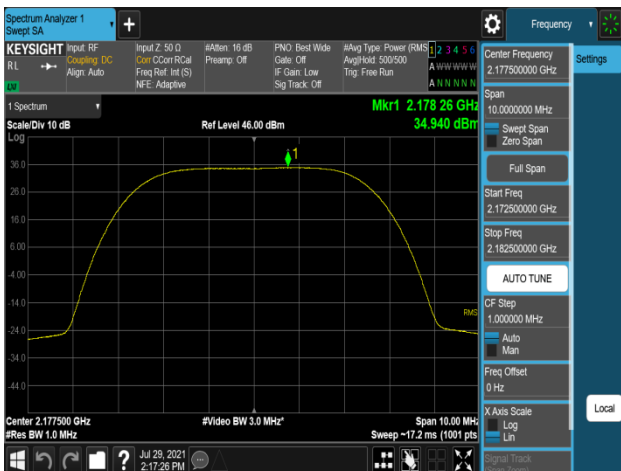 Spectrum Analyzer 1
Swept SA
+
Frequency
KEYSIGHT
RL
Input: RF
Coupling: DC
Align: Auto
Input Z: 50 Ω
Corr CCorr RCal
Freq Ref: Int (S)
NFE: Adaptive
#Atten: 16 dB
Preamp: Off
PNO: Best Wide
Gate: Off
IF Gain: Low
Sig Track: Off
#Avg Type: Power (RMS
Avg|Hold: 500/500
Trig: Free Run
1 2 3 4 5 6
A W W W W W
A N N N N N
1 Spectrum
Scale/Div 10 dB
Log
Ref Level 46.00 dBm
Mkr1 2.178 26 GHz
34.940 dBm
1
36.0
26.0
16.0
6.00
-4.00
-14.0
-24.0
-34.0
-44.0
RMS
Center 2.177500 GHz
#Res BW 1.0 MHz
#Video BW 3.0 MHz*
Span 10.00 MHz
Sweep ~17.2 ms (1001 pts
?
Jul 29, 2021
2:17:26 PM
Center Frequency
2.177500000 GHz
Span
10.0000000 MHz
Swept Span
Zero Span
Full Span
Start Freq
2.172500000 GHz
Stop Freq
2.182500000 GHz
AUTO TUNE
CF Step
1.000000 MHz
Auto
Man
Freq Offset
0 Hz
X Axis Scale
Log
Lin
Signal Track
Settings
Local